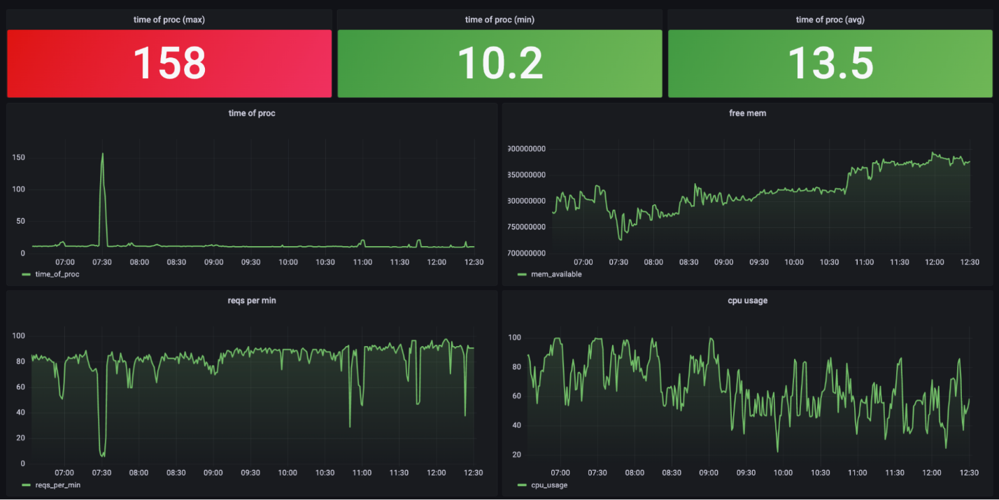 time of proc (max)
time of proc (min)
time of proc (avg)
158
10.2
13.5
time of proc
150
100
50
0
07:00 07:30 08:00 08:30 09:00 09:30 10:00 10:30 11:00 11:30 12:00 12:30
time_of_proc
free mem
900000000
850000000
800000000
750000000
700000000
07:00 07:30 08:00 08:30 09:00 09:30 10:00 10:30 11:00 11:30 12:00 12:30
mem_available
reqs per min
100
80
60
40
20
0
07:00 07:30 08:00 08:30 09:00 09:30 10:00 10:30 11:00 11:30 12:00 12:30
reqs_per_min
cpu usage
100
80
60
40
20
07:00 07:30 08:00 08:30 09:00 09:30 10:00 10:30 11:00 11:30 12:00 12:30
cpu_usage